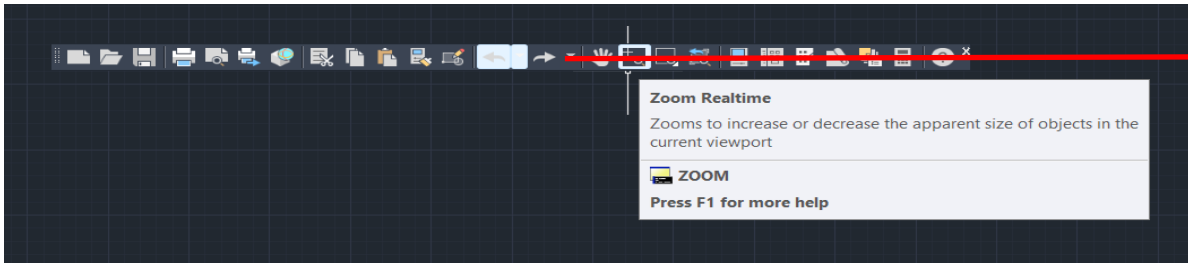 Zoom Realtime
Zooms to increase or decrease the apparent size of objects in the
current viewport
ZOOM
Press F1 for more help